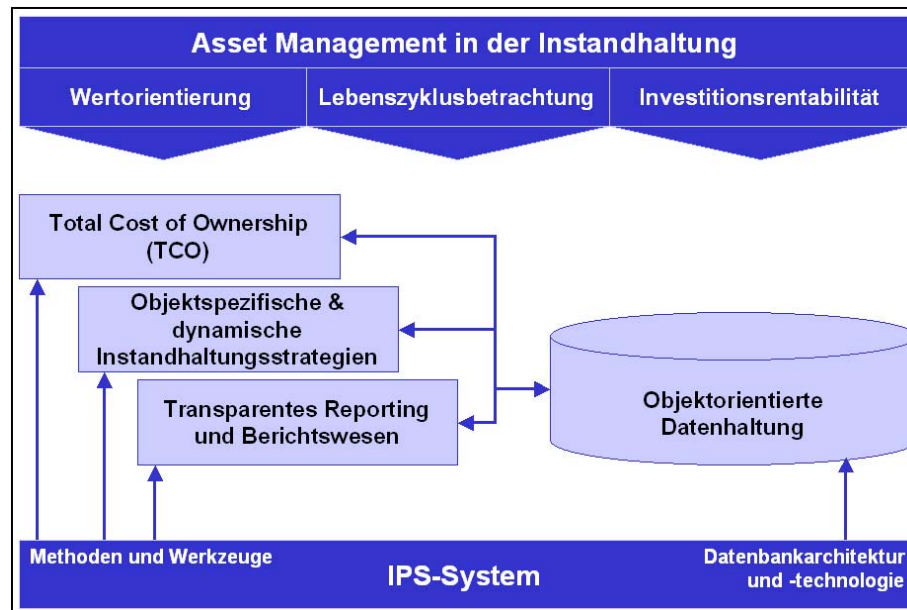 Asset Management in der Instandhaltung
Wertorientierung
Lebenszyklusbetrachtung
Investitionsrentabilität
Total Cost of Ownership
(TCO)
Objektspezifische &
dynamische
Instandhaltungsstrategien
Transparentes Reporting
und Berichtswesen
Objektorientierte
Datenhaltung
Methoden und Werkzeuge
IPS-System
Datenbankarchitektur
und -technologie